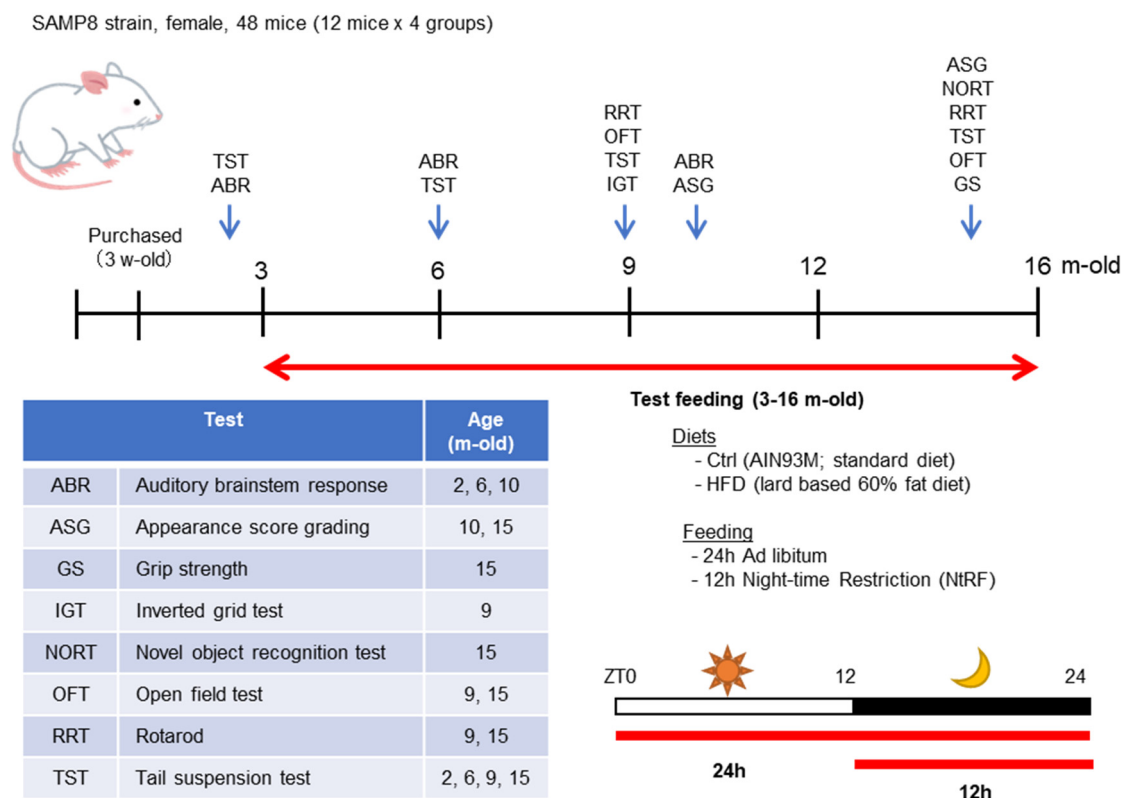 SAMP8 strain, female, 48 mice (12 mice x 4 groups)
TST
ABR
ABR
TST
RRT
OFT
TST
IGT
ABR
ASG
ASG
NORT
RRT
TST
OFT
GS
Purchased
(3 w-old)
3
6
9
12
16 m-old
Test feeding (3-16 m-old)
Diets
- Ctrl (AIN93M; standard diet)
- HFD (lard based 60% fat diet)
Feeding
- 24h Ad libitum
- 12h Night-time Restriction (NtRF)
Test Age
(m-old)
ABR Auditory brainstem response 2, 6, 10
ASG Appearance score grading 10, 15
GS Grip strength 15
IGT Inverted grid test 9
NORT Novel object recognition test 15
OFT Open field test 9, 15
RRT Rotarod 9, 15
TST Tail suspension test 2, 6, 9, 15
ZT0 12 24
24h
12h